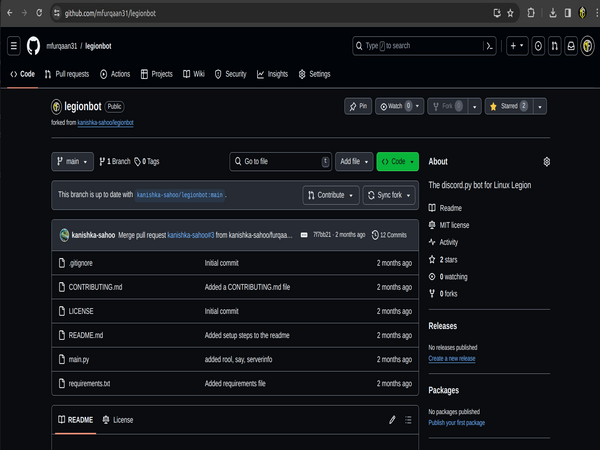 github.com/mfurqaan31/legionbot
mfurqaan31 / legionbot
Type / to search
Code Pull requests Actions Projects Wiki Security Insights Settings
legionbot Public
Pin Watch 0 Fork 0 Starred 2
forked from kanishka-sahoo/legionbot
main 1 Branch 0 Tags Go to file t Add file Code
This branch is up to date with kanishka-sahoo/legionbot:main .
Contribute Sync fork
kanishka-sahoo Merge pull request kanishka-sahoo#3 from kanishka-sahoo/furqaa... 7f7bb21 · 2 months ago 12 Commits
.gitignore Initial commit 2 months ago
CONTRIBUTING.md Added a CONTRIBUTING.md file 2 months ago
LICENSE Initial commit 2 months ago
README.md Added setup steps to the readme 2 months ago
main.py added rool, say, serverinfo 2 months ago
requirements.txt Added requirements file 2 months ago
README License
About
The discord.py bot for Linux Legion
Readme
MIT license
Activity
2 stars
0 watching
0 forks
Releases
No releases published
Create a new release
Packages
No packages published
Publish your first package